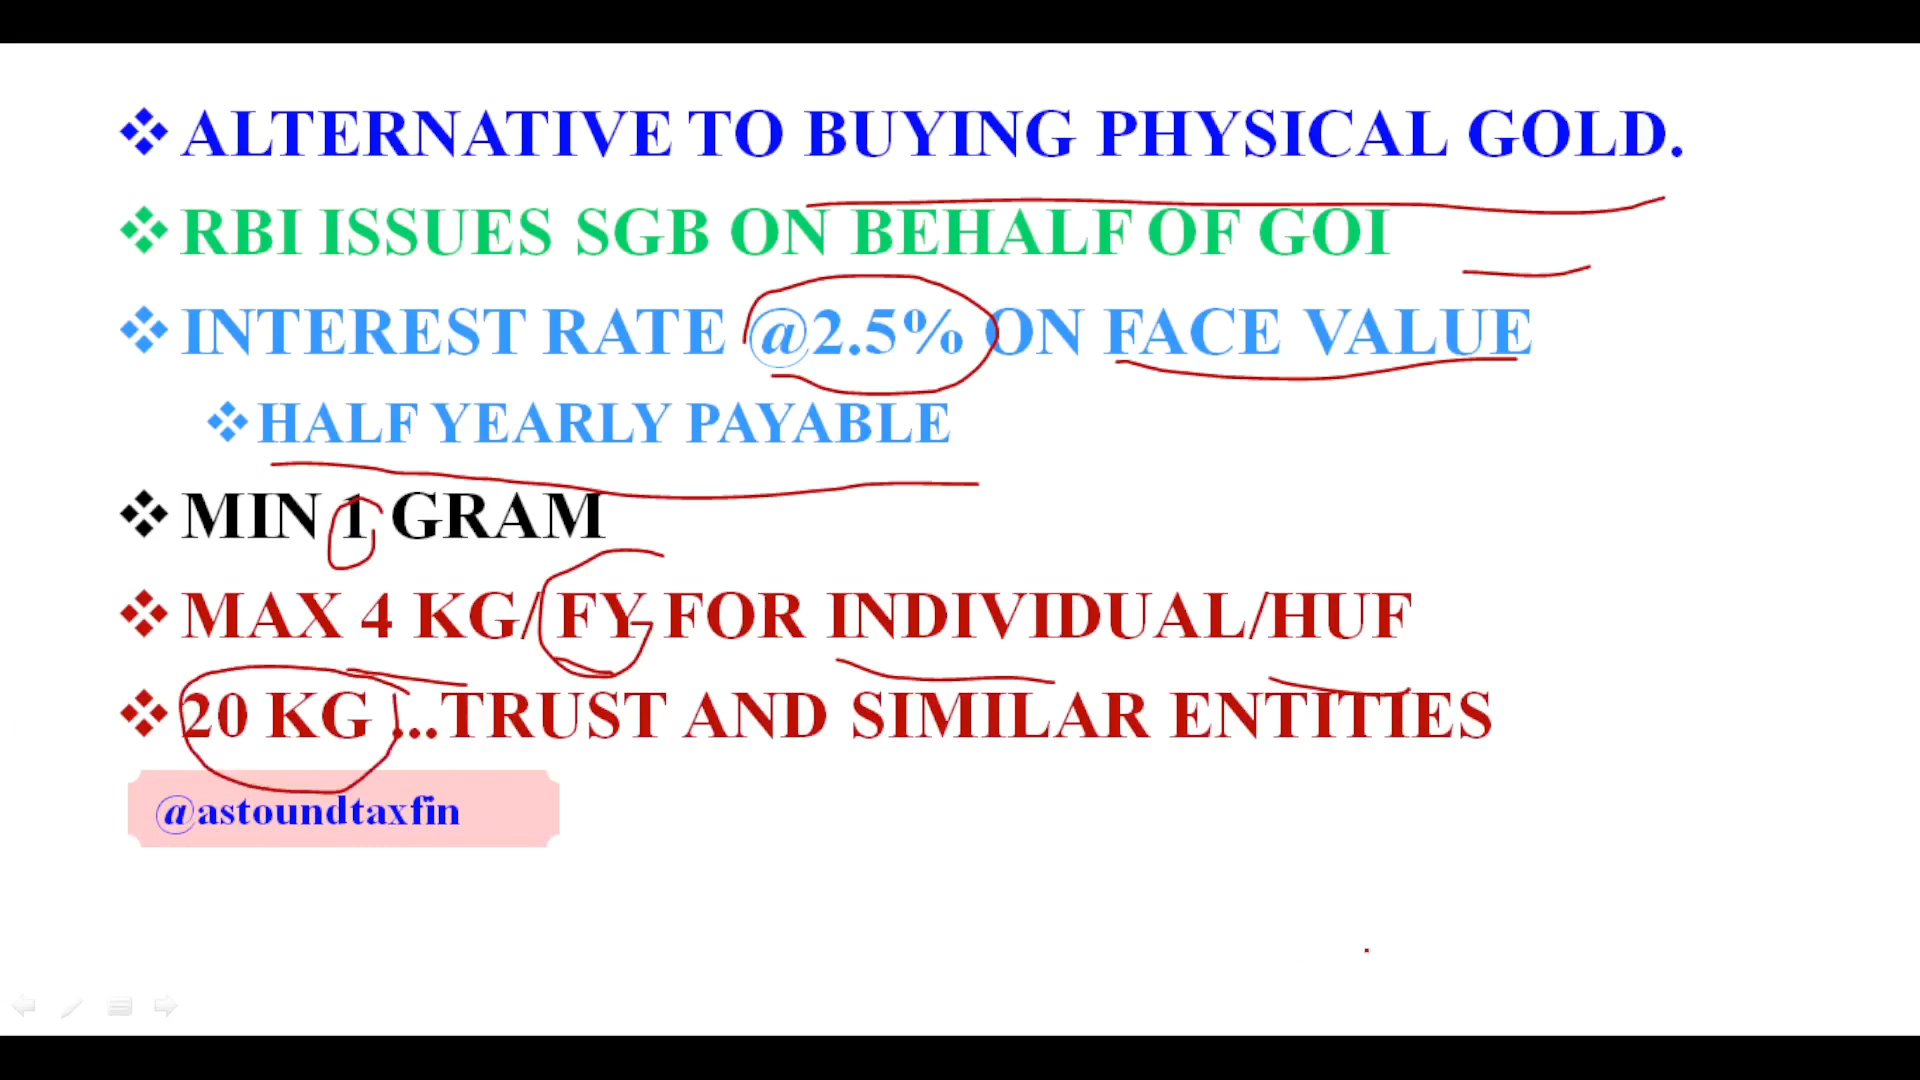 ALTERNATIVE TO BUYING PHYSICAL GOLD.
RBI ISSUES SGB ON BEHALF OF GOI
INTEREST RATE @2.5% ON FACE VALUE
HALF YEARLY PAYABLE
MIN 1 GRAM
MAX 4 KG/ FY FOR INDIVIDUAL/HUF
20 KG ...TRUST AND SIMILAR ENTITIES
@astoundtaxfin